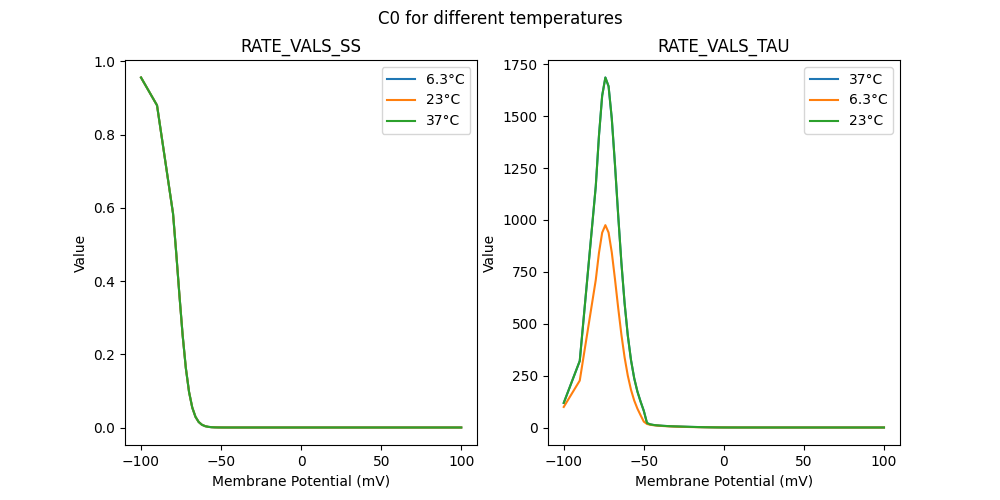 C0 for different temperatures
RATE_VALS_SS
1.0
0.8
0.6
0.4
0.2
0.0
Value
6.3°C
23°C
37°C
−100
−50
0
50
100
Membrane Potential (mV)
RATE_VALS_TAU
1750
1500
1250
1000
750
500
250
0
Value
37°C
6.3°C
23°C
−100
−50
0
50
100
Membrane Potential (mV)